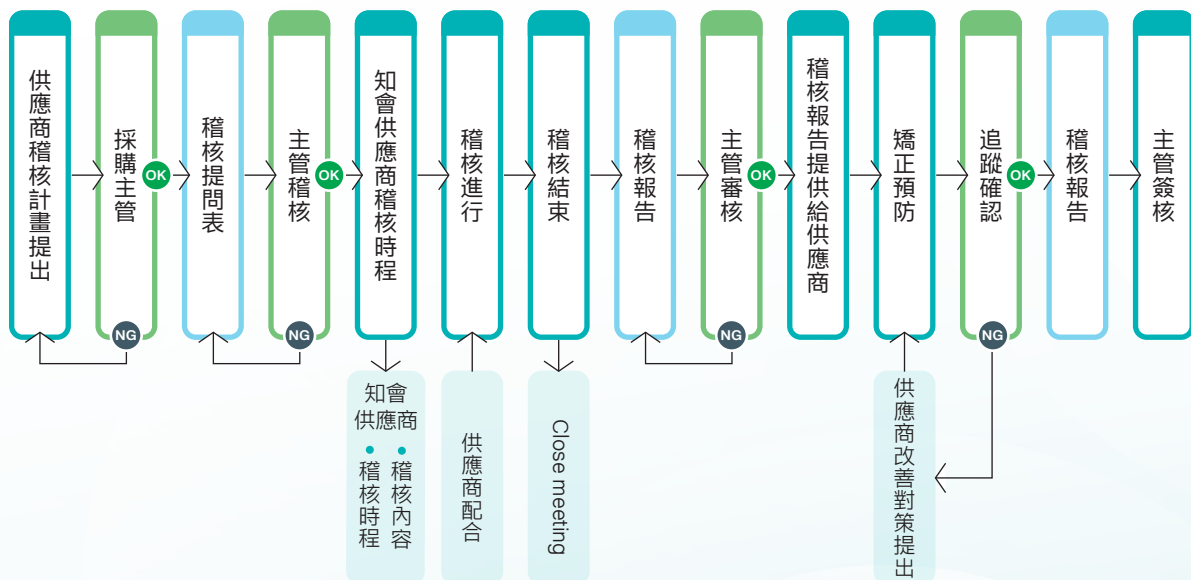 供應商稽核計畫提出
採購主管
OK
NG
稽核提問表
主管稽核
OK
NG
知會供應商稽核時程
稽核進行
稽核結束
稽核報告
主管審核
OK
NG
稽核報告提供給供應商
矯正預防
追蹤確認
OK
NG
稽核報告
主管簽核
知會
供應商
• 稽核內容
• 稽核時程
供應商配合
Close meeting
供應商改善對策提出